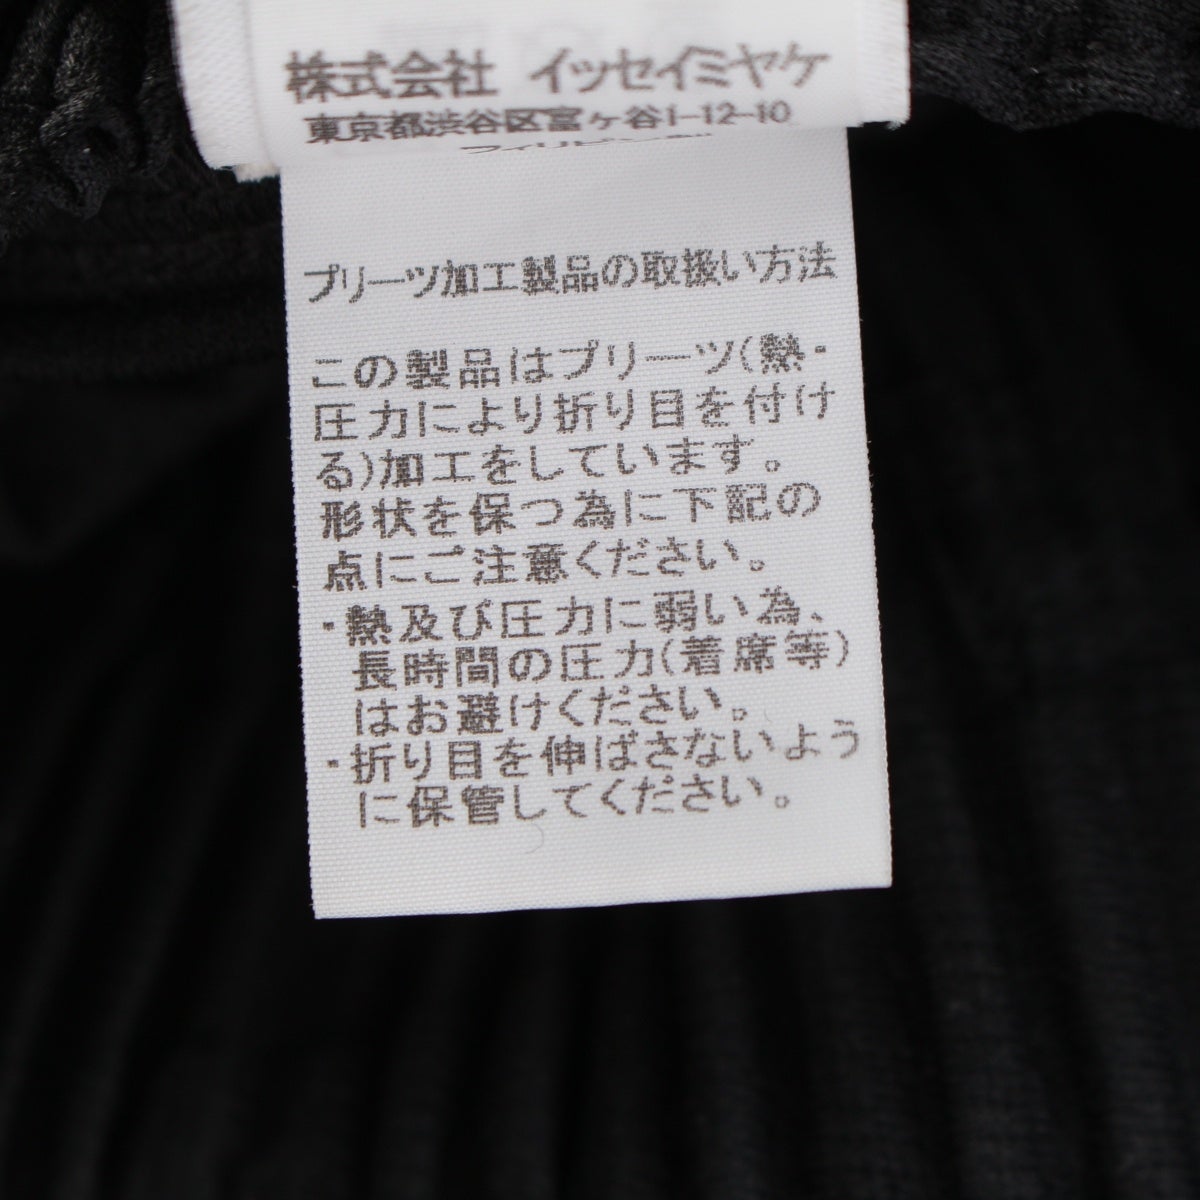 株式会社 イッセイミヤケ
東京都渋谷区富ヶ谷1-12-10
プリーツ加工製品の取扱い方法
この製品はプリーツ(熱・
圧力により折り目を付け
る)加工をしています。
形状を保つ為に下記の
点にご注意ください。
・熱及び圧力に弱い為、
長時間の圧力(着席等)
はお避けください。
・折り目を伸ばさないよう
に保管してください。